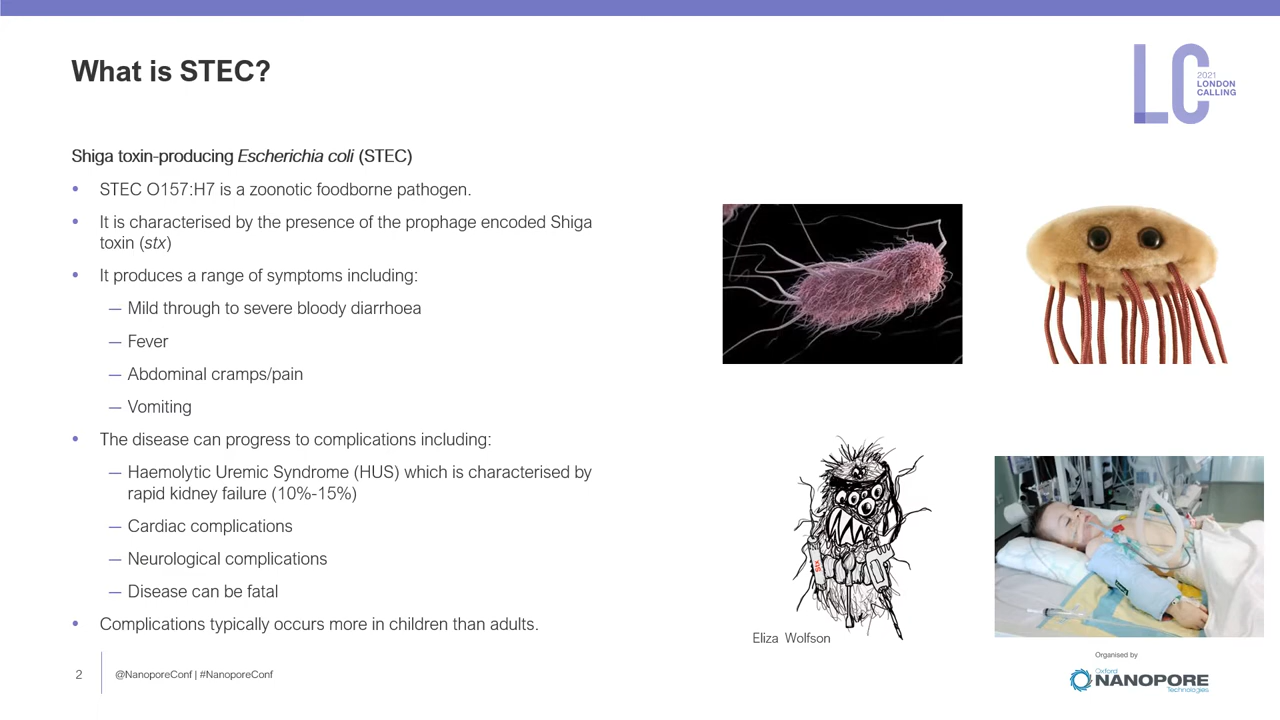 What is STEC?
2021
LONDON
CALLING
LC
Shiga toxin-producing Escherichia coli (STEC)
• STEC O157:H7 is a zoonotic foodborne pathogen.
• It is characterised by the presence of the prophage encoded Shiga
toxin (stx)
• It produces a range of symptoms including:
— Mild through to severe bloody diarrhoea
— Fever
— Abdominal cramps/pain
— Vomiting
• The disease can progress to complications including:
— Haemolytic Uremic Syndrome (HUS) which is characterised by
rapid kidney failure (10%-15%)
— Cardiac complications
— Neurological complications
— Disease can be fatal
• Complications typically occurs more in children than adults.
Stx
Eliza Wolfson
2
@NanoporeConf | #NanoporeConf
Organised by
Oxford
NANOPORE
Technologies